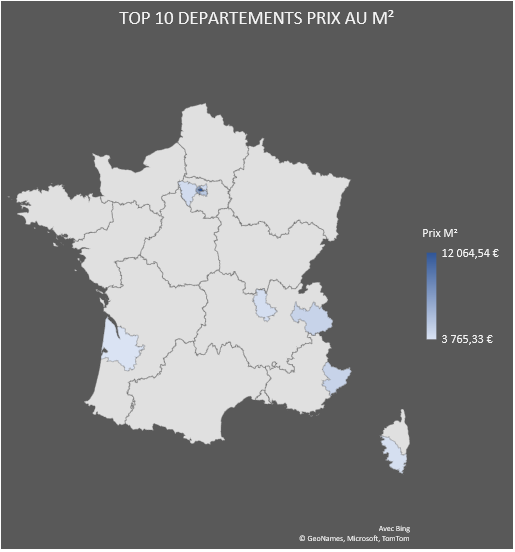 TOP 10 DEPARTEMENTS PRIX AU M²
Prix M²
12 064,54 €
3 765,33 €
Avec Bing
© GeoNames, Microsoft, TomTom